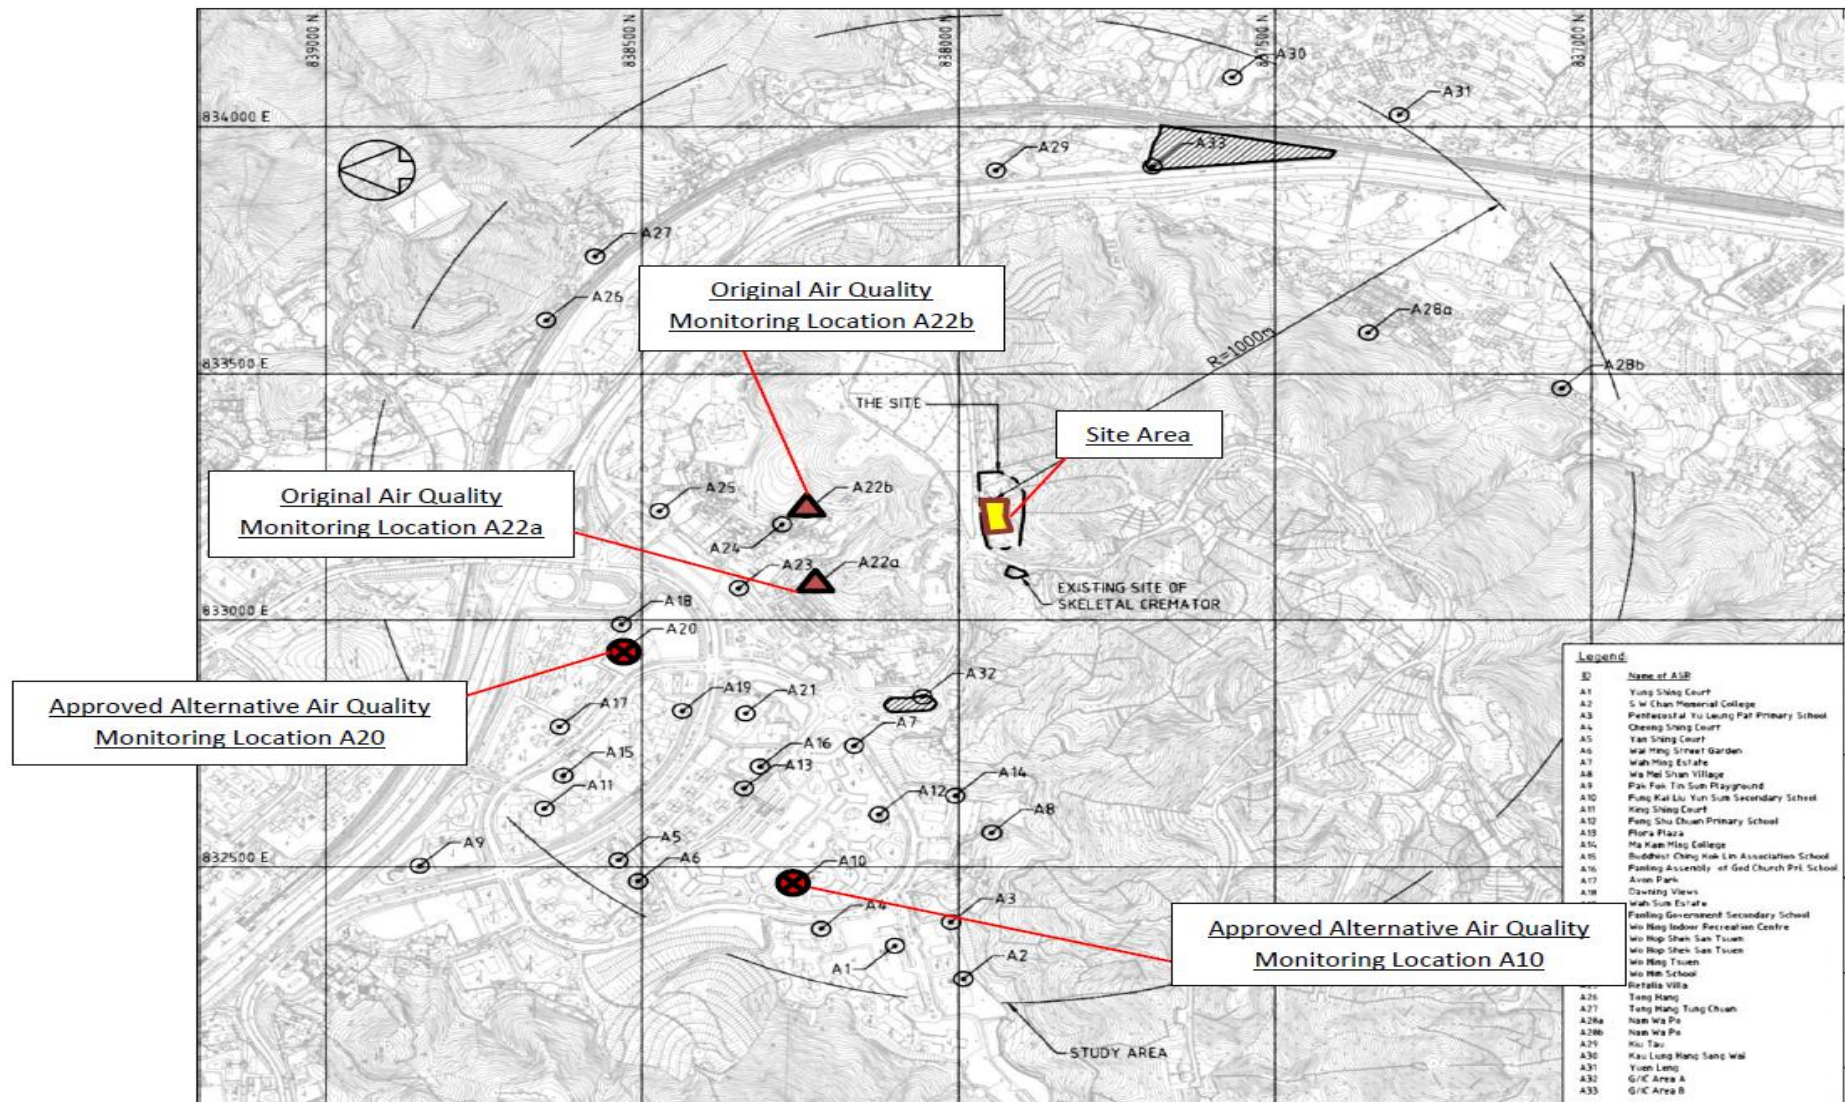 839000 N
838500 N
838000 N
837500 N
837000 N
A30
A31
834000 E
A33
A29
A27
Original Air Quality
Monitoring Location A22b
A26
A28a
R=1000m
833500 E
A28b
THE SITE
Site Area
Original Air Quality
Monitoring Location A22a
A25
A22b
A24
A23
A22a
EXISTING SITE OF
SKELETAL CREMATOR
833000 E
A18
A20
Approved Alternative Air Quality
Monitoring Location A20
A32
A19
A21
A17
A7
A16
A15
A13
A14
A12
A11
A8
A5
A9
832500 E
A6
A10
A3
A4
Approved Alternative Air Quality
Monitoring Location A10
A1
A2
STUDY AREA
Legend:
ID Name of ASR
A1 Yung Shing Court
A2 S W Chan Memorial College
A3 Pentecostal Yu Leung Fat Primary School
A4 Cheong Shing Court
A5 Yan Shing Court
A6 Wai Ming Street Garden
A7 Wah Ming Estate
A8 Wa Mei Shan Village
A9 Pak Fok Tin Sum Playground
A10 Fung Kai Liu Yun Sum Secondary School
A11 King Shing Court
A12 Fong Shu Chuen Primary School
A13 Flora Plaza
A14 Ma Kam Ming College
A15 Buddhist Ching Kok Lin Association School
A16 Fanling Assembly of God Church Pri. School
A17 Avon Park
A18 Dawning Views
Wah Sum Estate
Fanling Government Secondary School
Wo Hing Indoor Recreation Centre
Wo Hop Shek San Tsuen
Wo Hop Shek San Tsuen
Wo Hing Tsuen
Wo Him School
Retalia Villa
A26 Tong Hang
A27 Tong Hang Tung Chuen
A28a Nam Wa Po
A28b Nam Wa Po
A29 Kiu Tau
A30 Kau Lung Hang Sang Wai
A31 Yuen Leng
A32 G/IC Area A
A33 G/IC Area B